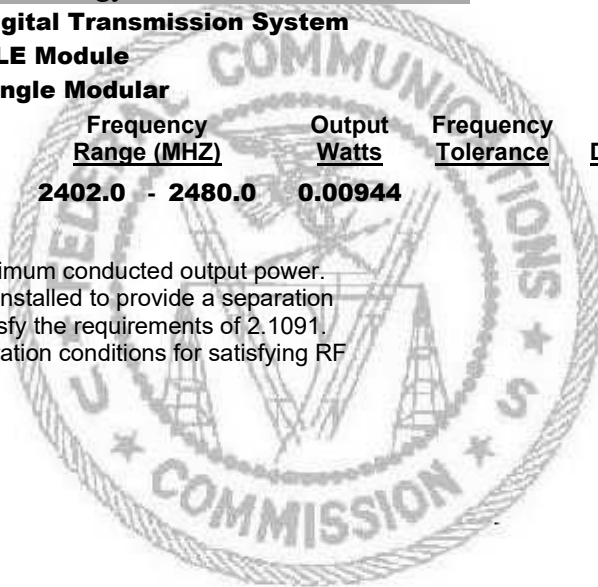 gital Transmission System
LE Module
ngle Modular
Frequency Output Frequency
Range (MHZ) Watts Tolerance
2402.0 - 2480.0 0.00944
imum conducted output power.
nstalled to provide a separation
sfy the requirements of 2.1091.
ration conditions for satisfying RF
FEDERAL COMMUNICATIONS
COMMISSION
U S